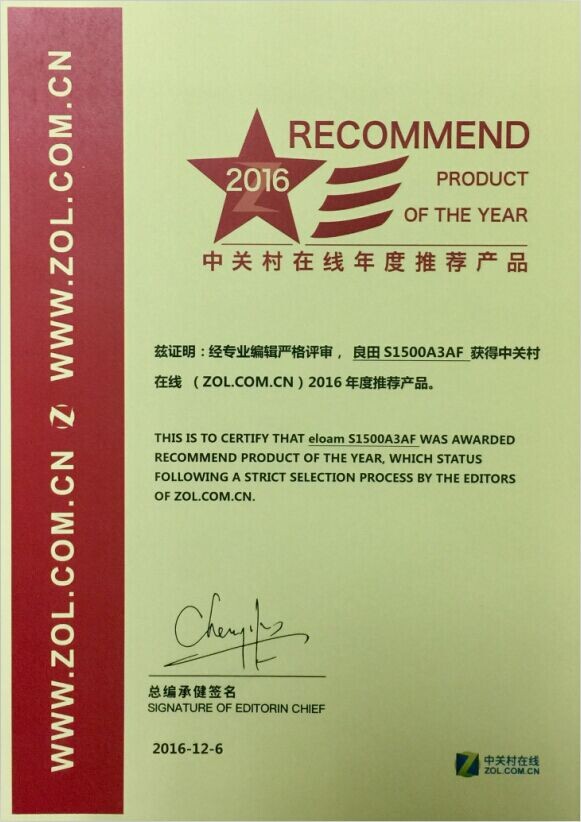 WWW.ZOL.COM.CN Z WWW.ZOL.COM.CN
2016
RECOMMEND
PRODUCT
OF THE YEAR
中关村在线年度推荐产品
兹证明：经专业编辑严格评审， 良田 S1500A3AF 获得中关村
在线 （ZOL.COM.CN）2016 年度推荐产品。
THIS IS TO CERTIFY THAT eloam S1500A3AF WAS AWARDED
RECOMMEND PRODUCT OF THE YEAR, WHICH STATUS
FOLLOWING A STRICT SELECTION PROCESS BY THE EDITORS
OF ZOL.COM.CN.
总编承健签名
SIGNATURE OF EDITORIN CHIEF
2016-12-6
Z 中关村在线
ZOL.COM.CN